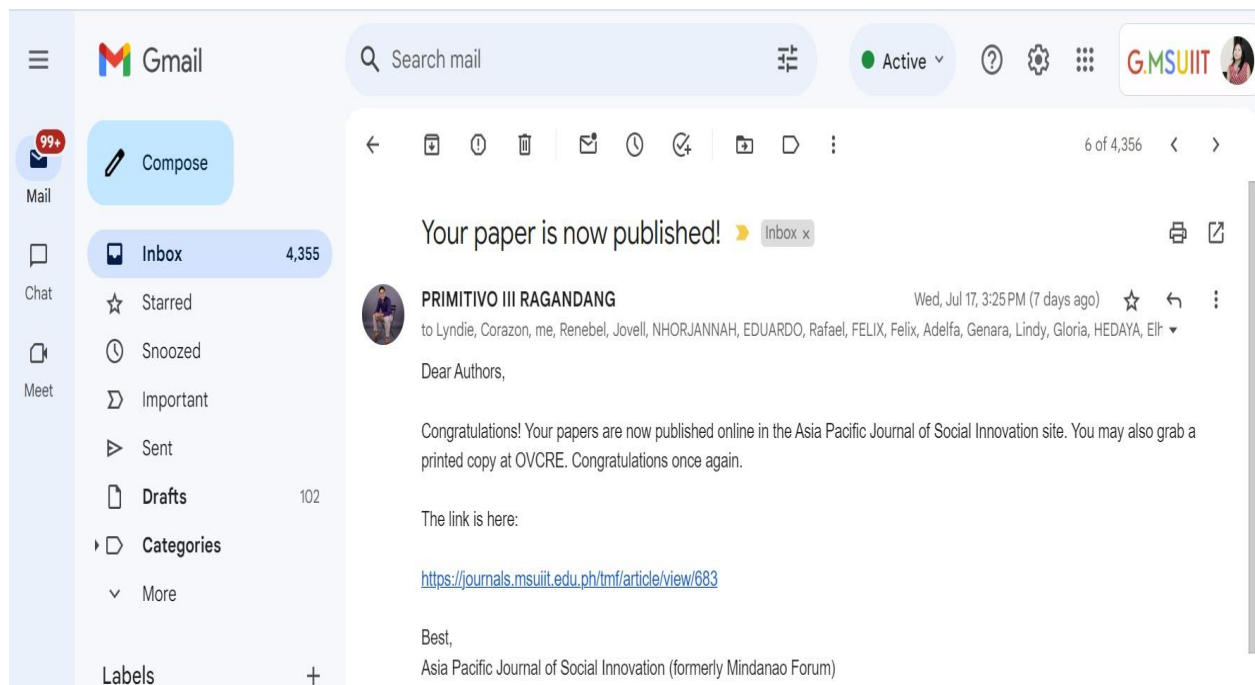 Gmail
Search mail
Active
G.MSUIIT
99+
Mail
Compose
6 of 4,356
Your paper is now published!
Inbox x
Inbox 4,355
Chat
Starred
PRIMITIVO III RAGANDANG
Wed, Jul 17, 3:25 PM (7 days ago)
to Lyndie, Corazon, me, Renebel, Jovell, NHORJANNAH, EDUARDO, Rafael, FELIX, Felix, Adelfa, Genara, Lindy, Gloria, HEDAYA,
Snoozed
Meet
Important
Sent
Drafts 102
Categories
More
Labels
Dear Authors,
Congratulations! Your papers are now published online in the Asia Pacific Journal of Social Innovation site. You may also grab a
printed copy at OVCRE. Congratulations once again.
The link is here:
https://journals.msuiit.edu.ph/tmf/article/view/683
Best,
Asia Pacific Journal of Social Innovation (formerly Mindanao Forum)